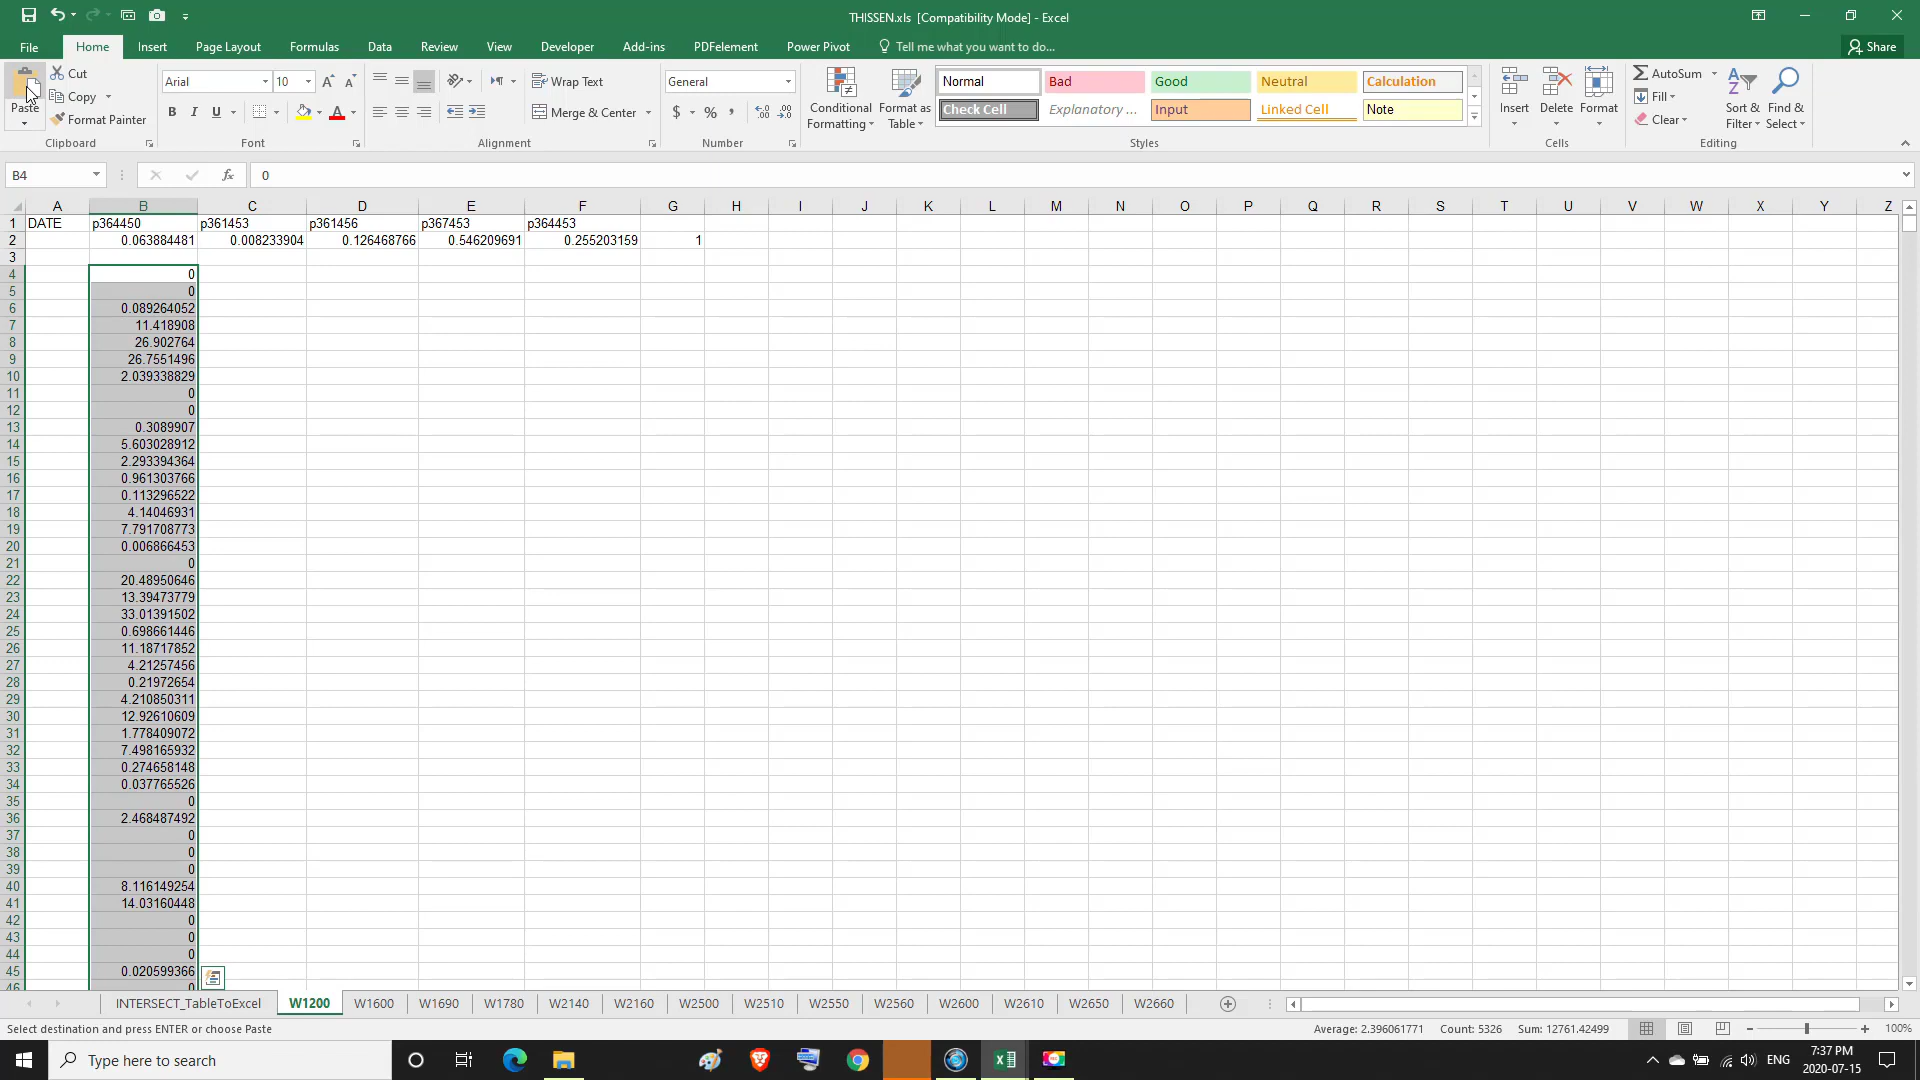 THISSEN.xls [Compatibility Mode] - Excel
File Home Insert Page Layout Formulas Data Review View Developer Add-ins PDFelement Power Pivot Tell me what you want to do... Share
Paste Cut Copy Format Painter Clipboard
Arial 10 B I U Font
Wrap Text Merge & Center Alignment
General $ % , Number
Conditional Formatting Format as Table
Normal Bad Good Neutral Calculation
Check Cell Explanatory ... Input Linked Cell Note
Styles
Insert Delete Format Cells
AutoSum Fill Clear Sort & Filter Find & Select Editing
B4 fx 0
A B C D E F G H I J K L M N O P Q R S T U V W X Y Z
1 DATE p364450 p361453 p361456 p367453 p364453
2 0.063884481 0.008233904 0.126468766 0.546209691 0.255203159 1
3
4 0
5 0
6 0.089264052
7 11.418908
8 26.902764
9 26.7551496
10 2.039338829
11 0
12 0
13 0.3089907
14 5.603028912
15 2.293394364
16 0.961303766
17 0.113296522
18 4.14046931
19 7.791708773
20 0.006866453
21 0
22 20.48950646
23 13.39473779
24 33.01391502
25 0.698661446
26 11.18717852
27 4.21257456
28 0.21972654
29 4.210850311
30 12.92610609
31 1.778409072
32 7.498165932
33 0.274658148
34 0.037765526
35 0
36 2.468487492
37 0
38 0
39 0
40 8.116149254
41 14.03160448
42 0
43 0
44 0
45 0.020599366
46 0
INTERSECT_TableToExcel W1200 W1600 W1690 W1780 W2140 W2160 W2500 W2510 W2550 W2560 W2600 W2610 W2650 W2660
Select destination and press ENTER or choose Paste Average: 2.396061771 Count: 5326 Sum: 12761.42499 100%
Type here to search ENG 7:37 PM
2020-07-15